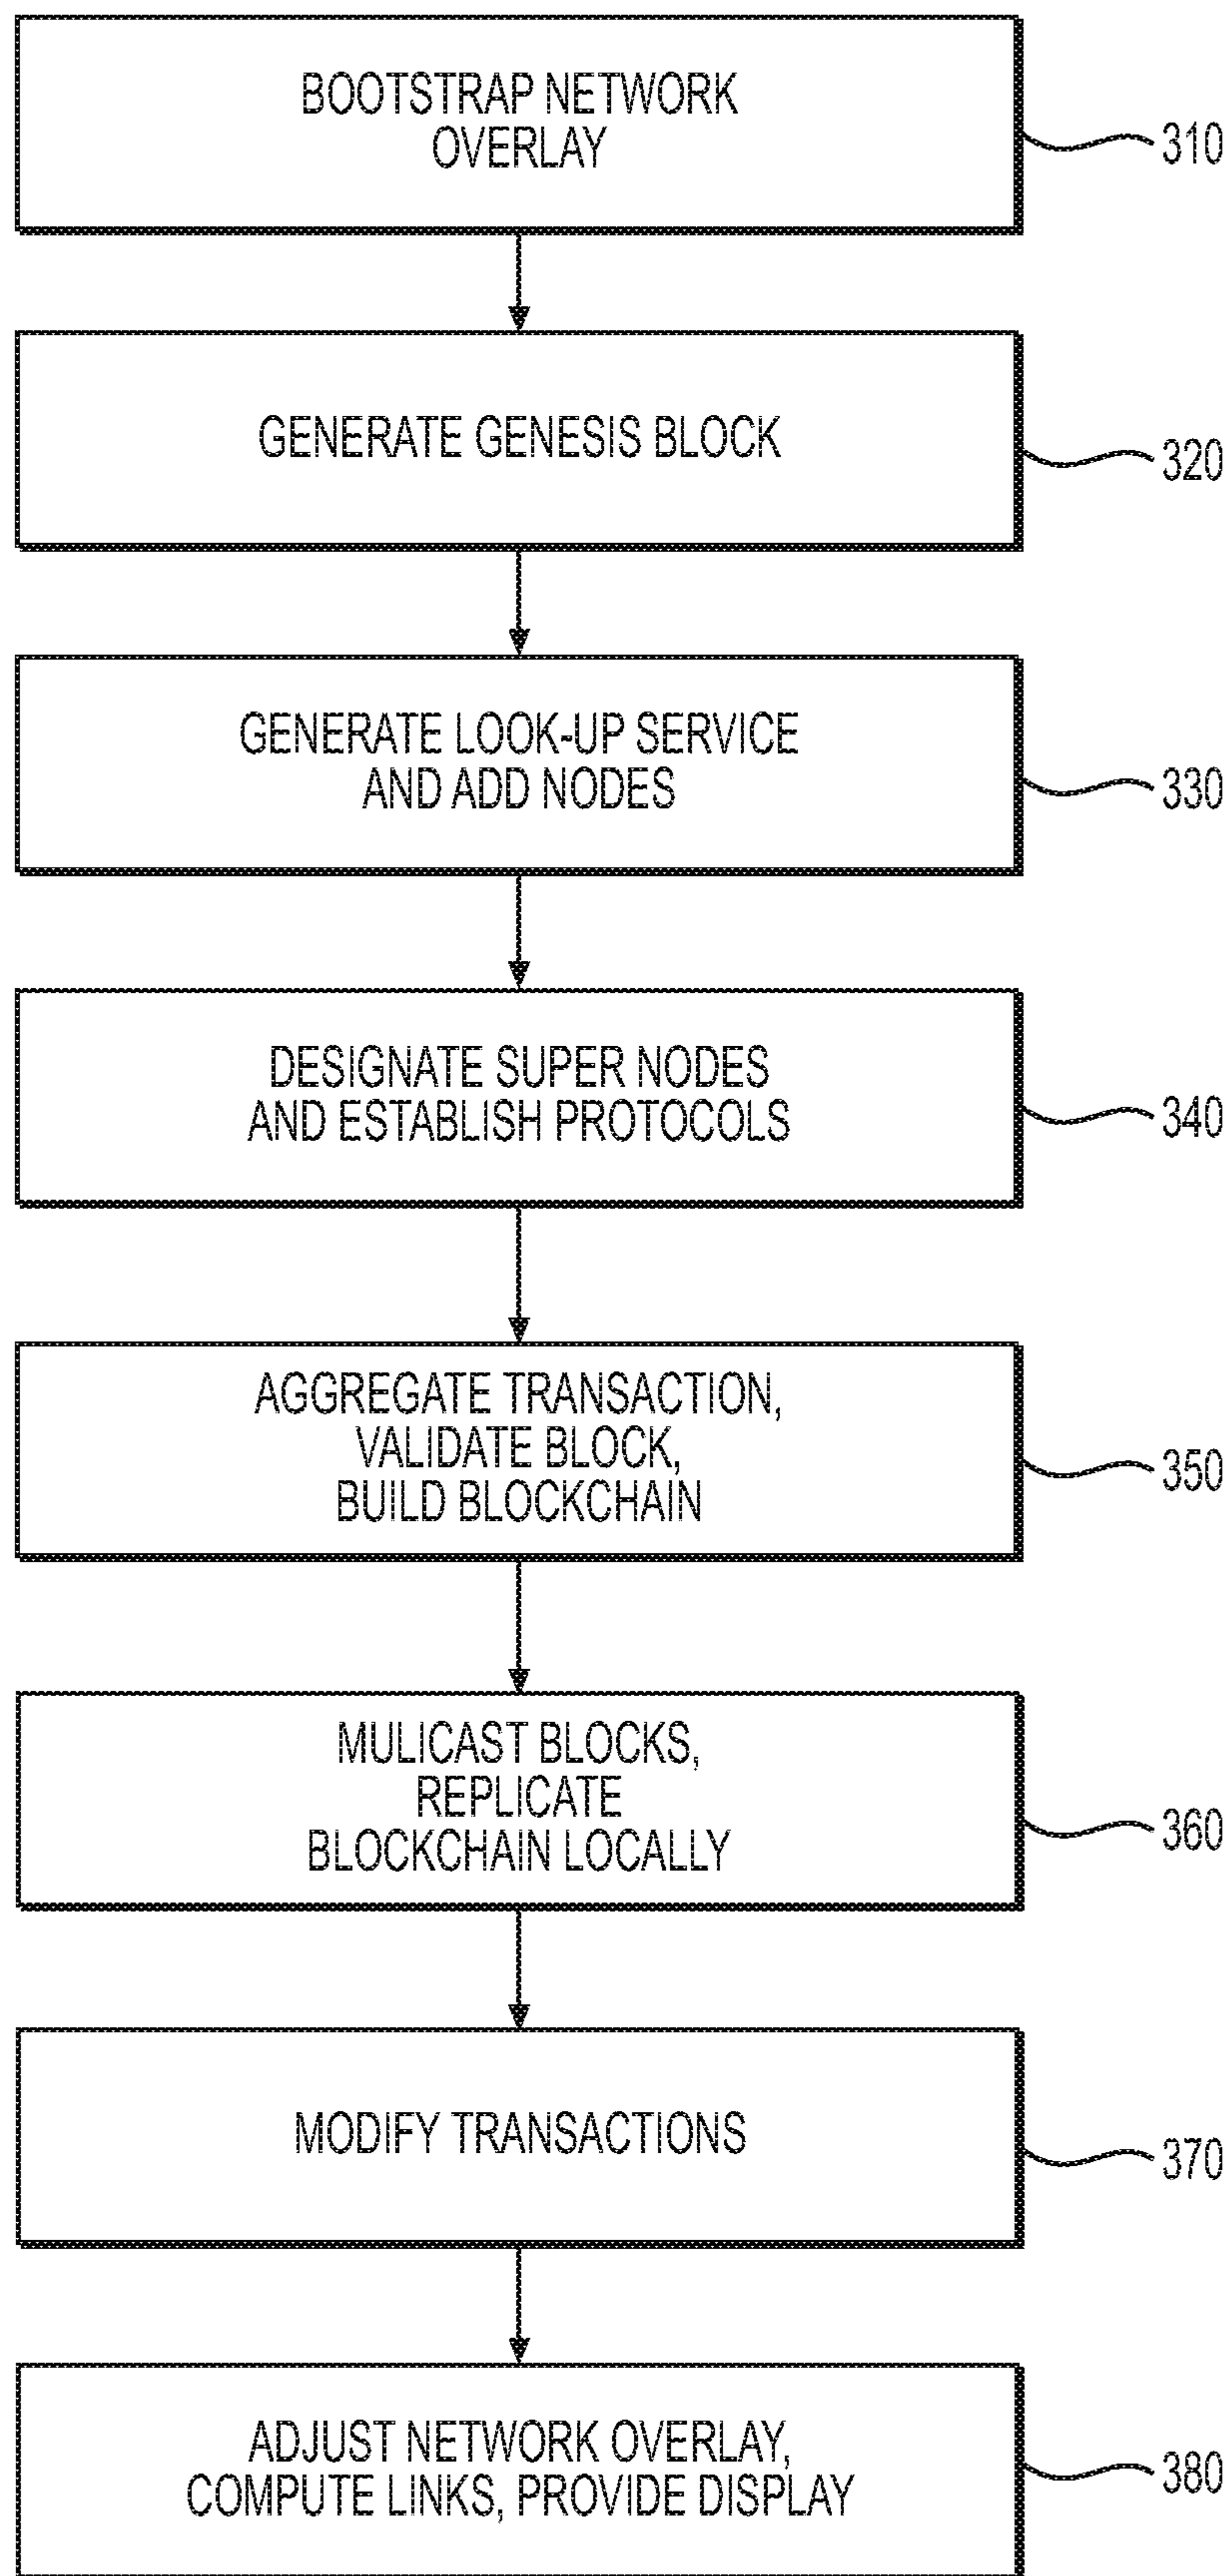 BOOTSTRAP NETWORK
OVERLAY
310
GENERATE GENESIS BLOCK
320
GENERATE LOOK-UP SERVICE
AND ADD NODES
330
DESIGNATE SUPER NODES
AND ESTABLISH PROTOCOLS
340
AGGREGATE TRANSACTION,
VALIDATE BLOCK,
BUILD BLOCKCHAIN
350
MULICAST BLOCKS,
REPLICATE
BLOCKCHAIN LOCALLY
360
MODIFY TRANSACTIONS
370
ADJUST NETWORK OVERLAY,
COMPUTE LINKS, PROVIDE DISPLAY
380